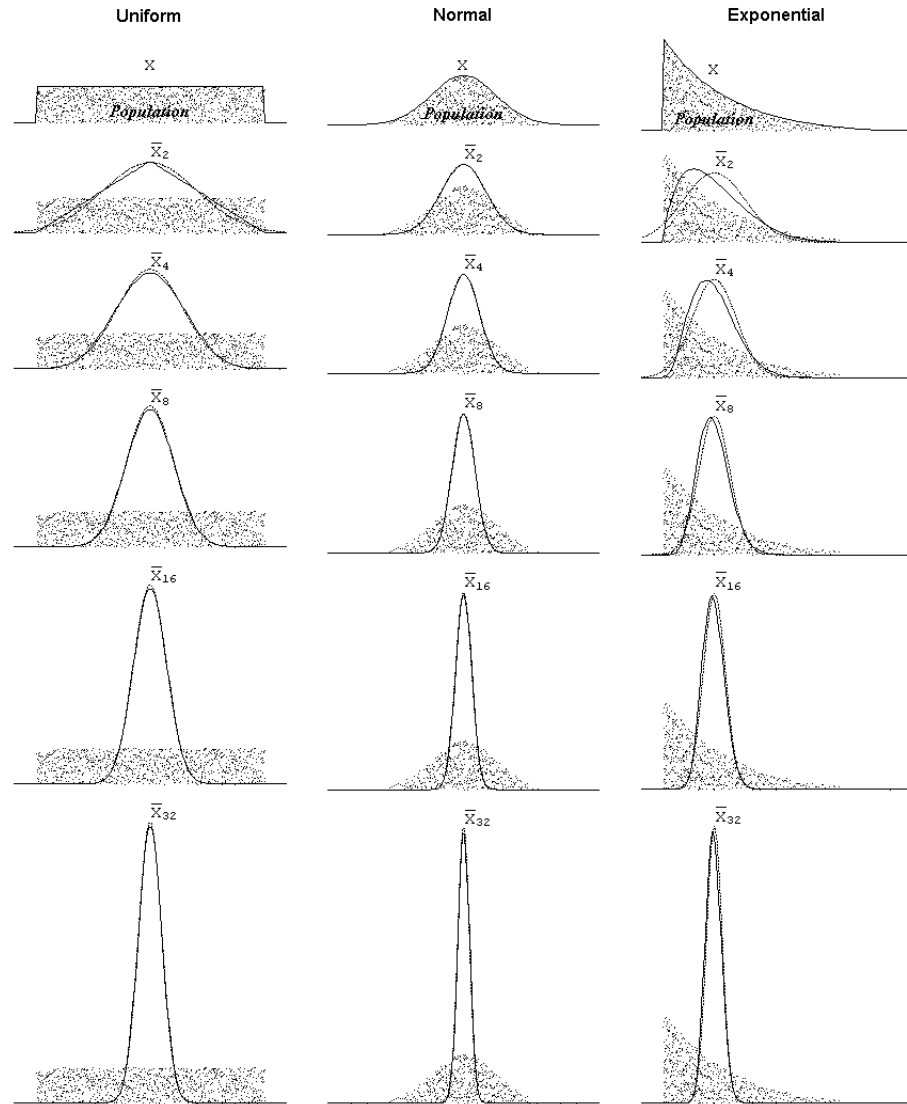 Uniform Normal Exponential
X X X
Population Population Population
X̅₂ X̅₂ X̅₂
X̅₄ X̅₄ X̅₄
X̅₈ X̅₈ X̅₈
X̅₁₆ X̅₁₆ X̅₁₆
X̅₃₂ X̅₃₂ X̅₃₂